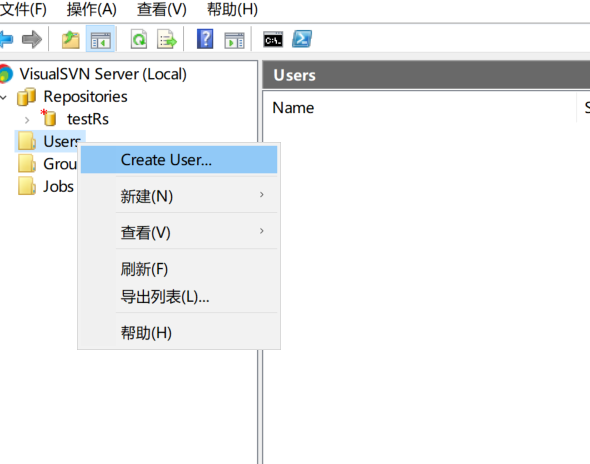 文件(F) 操作(A) 查看(V) 帮助(H)
VisualSVN Server (Local)
Repositories
testRs
Users
Grou
Jobs
Create User...
新建(N)
查看(V)
刷新(F)
导出列表(L)...
帮助(H)
Users
Name S